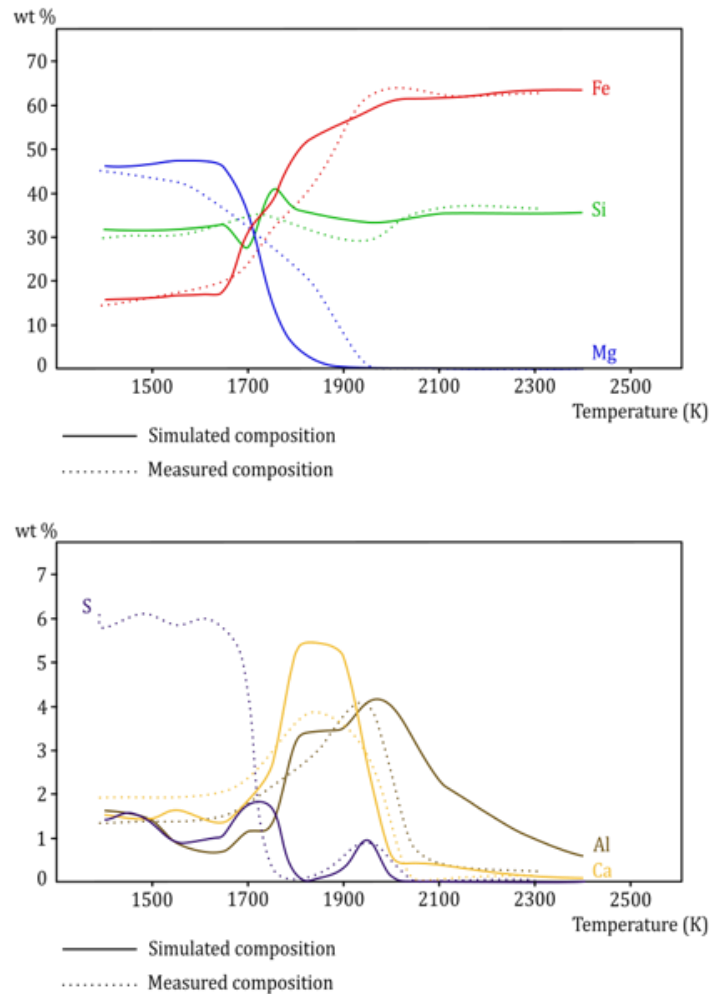 wt %
70
60
50
40
30
20
10
0
Fe
Si
Mg
1500 1700 1900 2100 2300 2500
Temperature (K)
Simulated composition
Measured composition
wt %
7
6
5
4
3
2
1
0
S
Al
Ca
1500 1700 1900 2100 2300 2500
Temperature (K)
Simulated composition
Measured composition